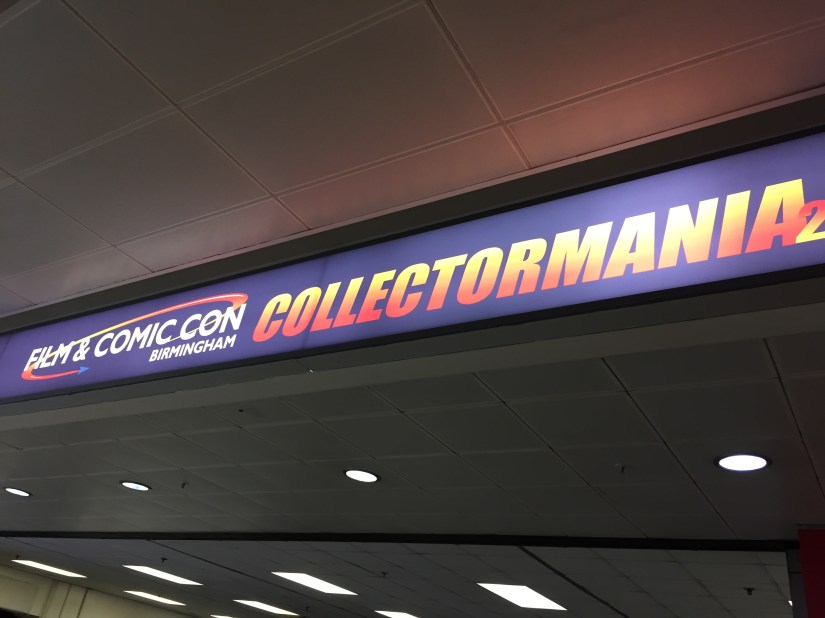 FILM & COMIC CON
BIRMINGHAM
COLLECTORMANIA